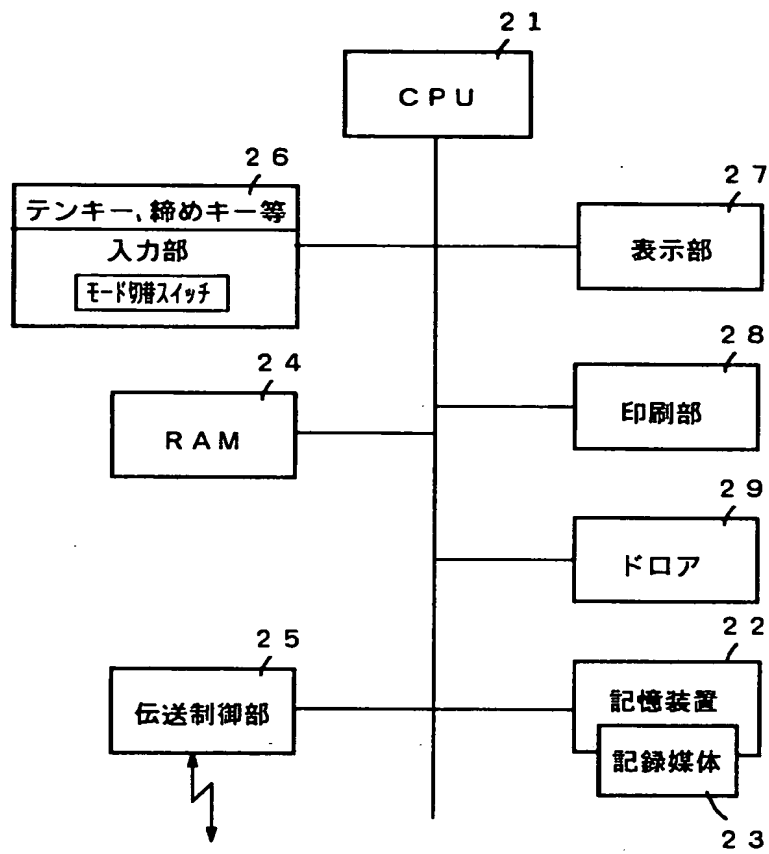 21
CPU
26
テンキー、締めキー等
入力部
モード切替スイッチ
27
表示部
24
RAM
28
印刷部
29
ドロア
25
伝送制御部
22
記憶装置
記録媒体
23